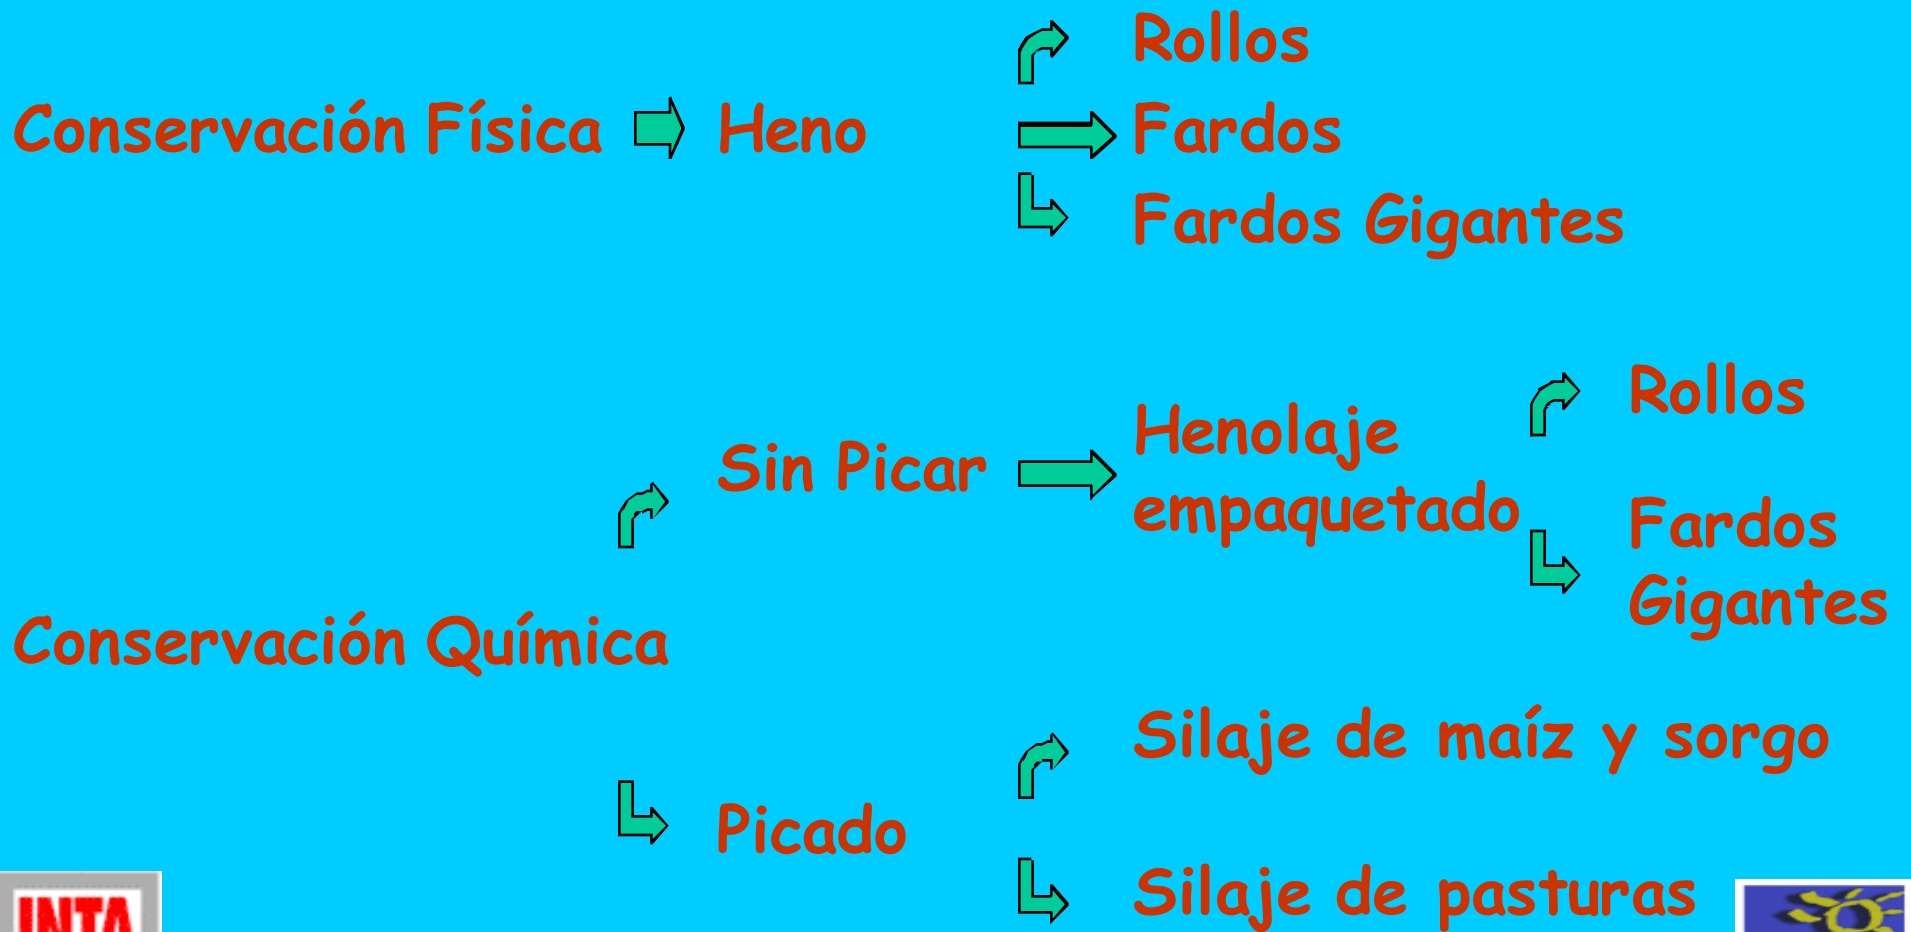 Rollos
Conservación Física Heno Fardos
Fardos Gigantes
Rollos
Henolaje
Sin Picar
empaquetado
Fardos
Gigantes
Conservación Química
Silaje de maíz y sorgo
Picado
Silaje de pasturas
INTA